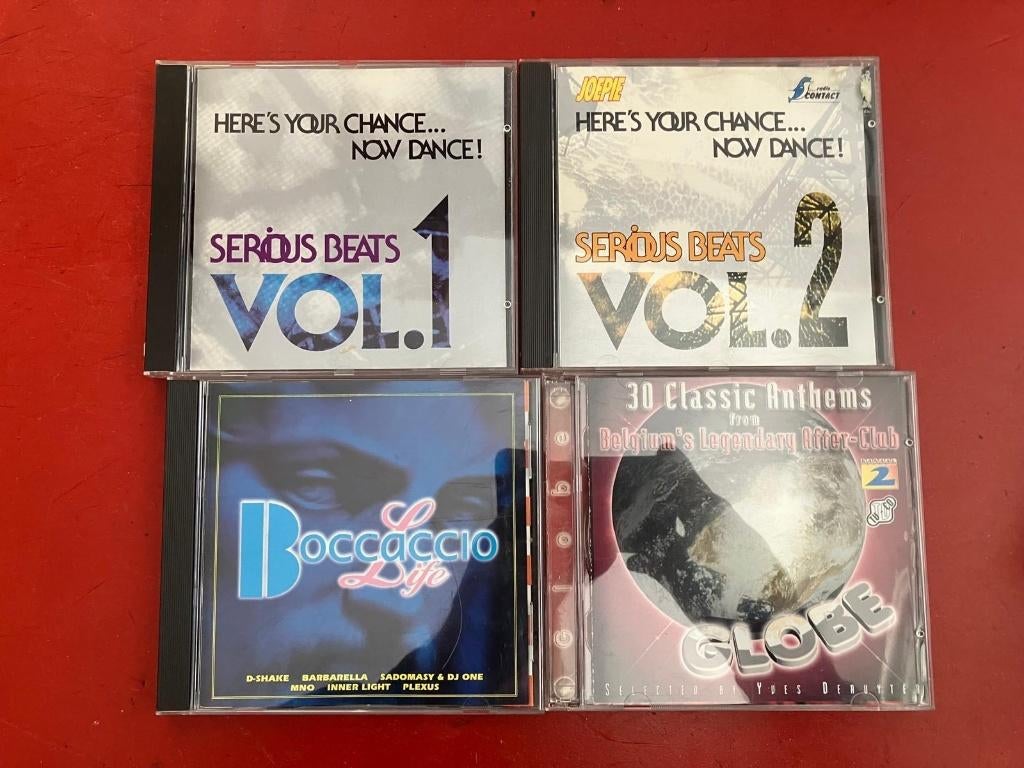 HERE'S YOUR CHANCE...
NOW DANCE!
SERIOUS BEATS
VOL.1
JOEPIE
radio
CONTACT
HERE'S YOUR CHANCE...
NOW DANCE!
SERIOUS BEATS
VOL.2
BOCCACCIO
Life
D-SHAKE BARBARELLA SADOMASY & DJ ONE
MNO INNER LIGHT PLEXUS
Globe
30 Classic Anthems
from
Belgium's Legendary After-Club
2
GLOBE
SELECTED BY YVES DERUYTER